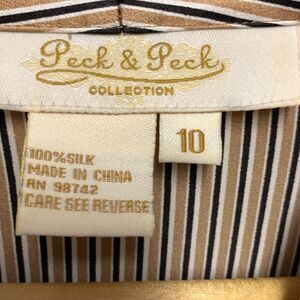 Peck & Peck
COLLECTION
10
100% SILK
MADE IN CHINA
RN 98742
CARE SEE REVERSE